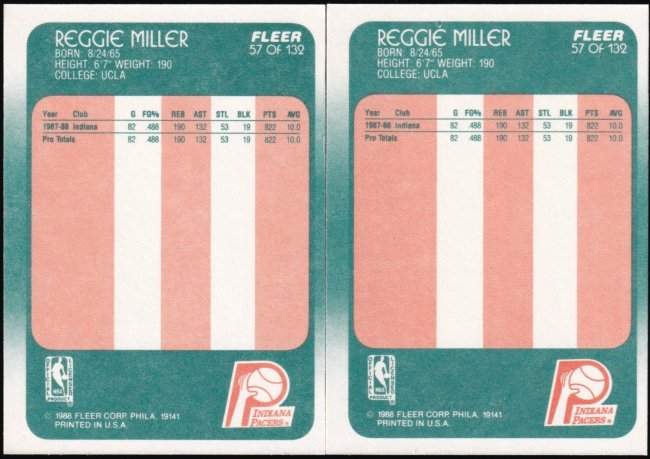 REGGIE MILLER
BORN: 8/24/65
HEIGHT: 6'7" WEIGHT: 190
COLLEGE: UCLA
FLEER
57 OF 132
Year Club G FG% REB AST STL BLK PTS AVG
1987-88 Indiana 82 .488 190 132 53 19 822 10.0
Pro Totals 82 .488 190 132 53 19 822 10.0
NBA
PRODUCT
© 1988 FLEER CORP. PHILA. 19141
PRINTED IN U.S.A.
INDIANA
PACERS®
REGGIE MILLER
BORN: 8/24/65
HEIGHT: 6'7" WEIGHT: 190
COLLEGE: UCLA
FLEER
57 OF 132
Year Club G FG% REB AST STL BLK PTS AVG
1987-88 Indiana 82 .488 190 132 53 19 822 10.0
Pro Totals 82 .488 190 132 53 19 822 10.0
NBA
PRODUCT
© 1988 FLEER CORP. PHILA. 19141
PRINTED IN U.S.A.
INDIANA
PACERS®